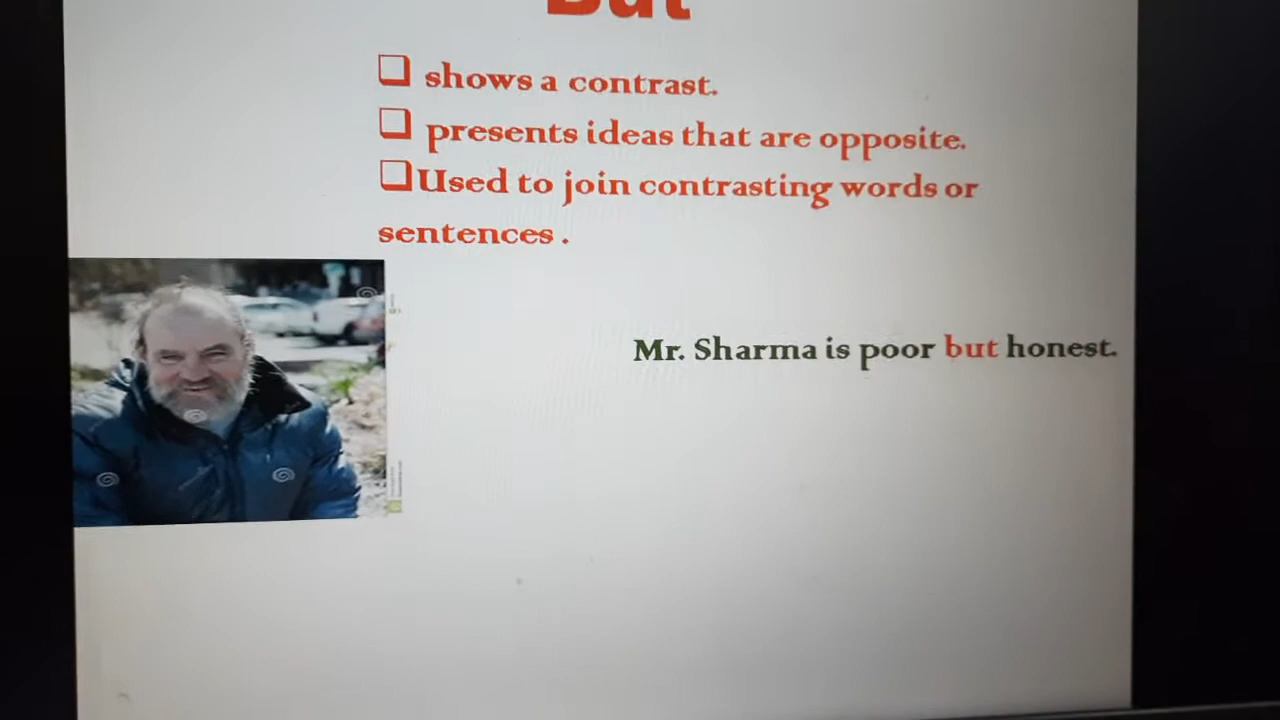 But
❑ shows a contrast.
❑ presents ideas that are opposite.
❑Used to join contrasting words or
sentences .
Mr. Sharma is poor but honest.